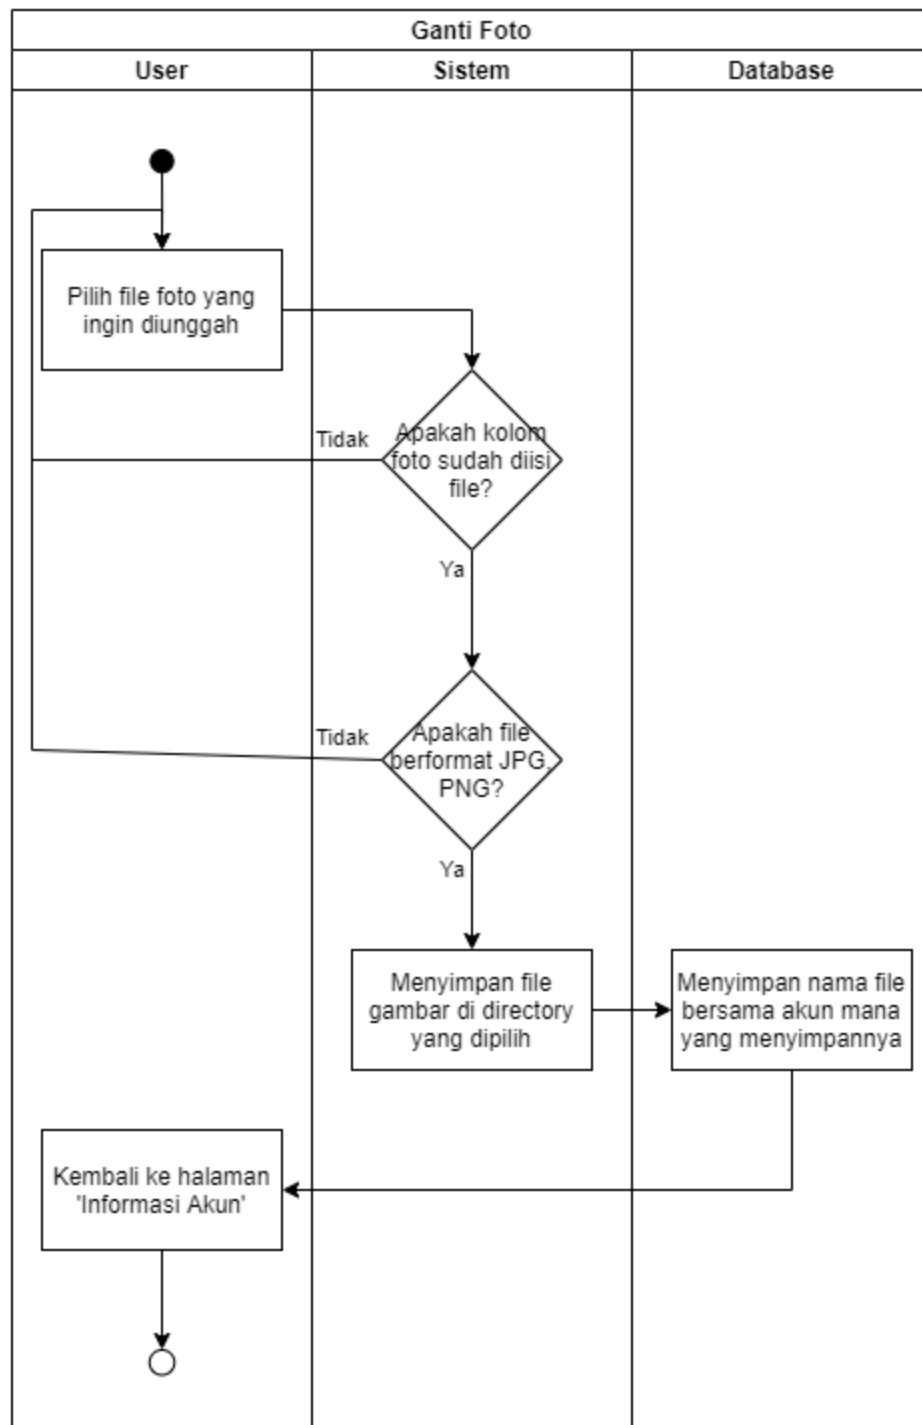 Ganti Foto
User
Sistem
Database
Pilih file foto yang
ingin diunggah
Tidak
Apakah kolom
foto sudah diisi
file?
Ya
Tidak
Apakah file
berformat JPG,
PNG?
Ya
Menyimpan file
gambar di directory
yang dipilih
Menyimpan nama file
bersama akun mana
yang menyimpannya
Kembali ke halaman
'Informasi Akun'